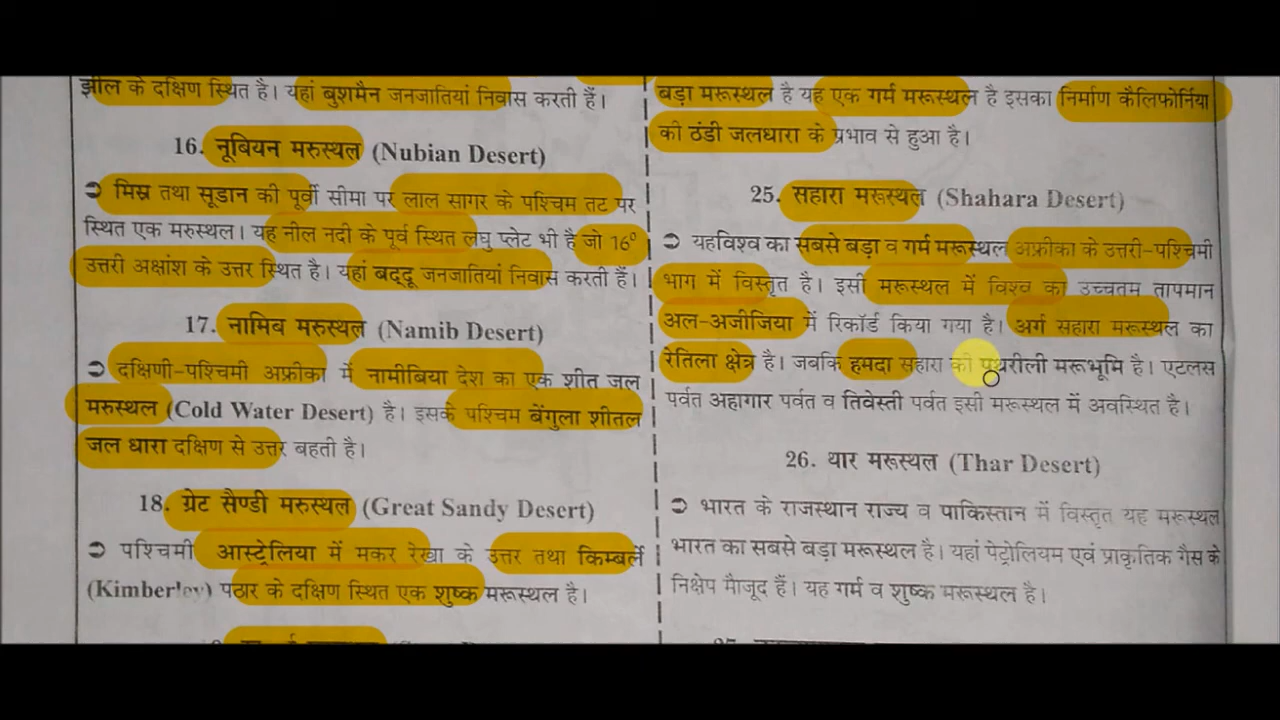 झील के दक्षिण स्थित है। यहां बुशमैन जनजातियां निवास करती हैं।
16. नूबियन मरुस्थल (Nubian Desert)
➲ मिस्र तथा सूडान की पूर्वी सीमा पर लाल सागर के पश्चिम तट पर
स्थित एक मरुस्थल। यह नील नदी के पूर्व स्थित लघु प्लेट भी है जो 16⁰
उत्तरी अक्षांश के उत्तर स्थित है। यहां बद्दू जनजातियां निवास करती हैं।
17. नामिब मरुस्थल (Namib Desert)
➲ दक्षिणी-पश्चिमी अफ्रीका में नामीबिया देश का एक शीत जल
मरुस्थल (Cold Water Desert) है। इसके पश्चिम बेंगुला शीतल
जल धारा दक्षिण से उत्तर बहती है।
18. ग्रेट सैण्डी मरुस्थल (Great Sandy Desert)
➲ पश्चिमी आस्ट्रेलिया में मकर रेखा के उत्तर तथा किम्बर्ले
(Kimberley) पठार के दक्षिण स्थित एक शुष्क मरूस्थल है।
बड़ा मरूस्थल है यह एक गर्म मरूस्थल है इसका निर्माण कैलिफोर्निया
की ठंडी जलधारा के प्रभाव से हुआ है।
25. सहारा मरूस्थल (Shahara Desert)
➲ यहविश्व का सबसे बड़ा व गर्म मरूस्थल अफ्रीका के उत्तरी-पश्चिमी
भाग में विस्तृत है। इसी मरूस्थल में विश्व का उच्चतम तापमान
अल-अजीजिया में रिकॉर्ड किया गया है। अर्ग सहारा मरूस्थल का
रेतिला क्षेत्र है। जबकि हमदा सहारा की पथरीली मरूभूमि है। एटलस
पर्वत अहागार पर्वत व तिवेस्ती पर्वत इसी मरूस्थल में अवस्थित है।
26. थार मरूस्थल (Thar Desert)
➲ भारत के राजस्थान राज्य व पाकिस्तान में विस्तृत यह मरूस्थल
भारत का सबसे बड़ा मरूस्थल है। यहां पेट्रोलियम एवं प्राकृतिक गैस के
निक्षेप मौजूद हैं। यह गर्म व शुष्क मरूस्थल है।